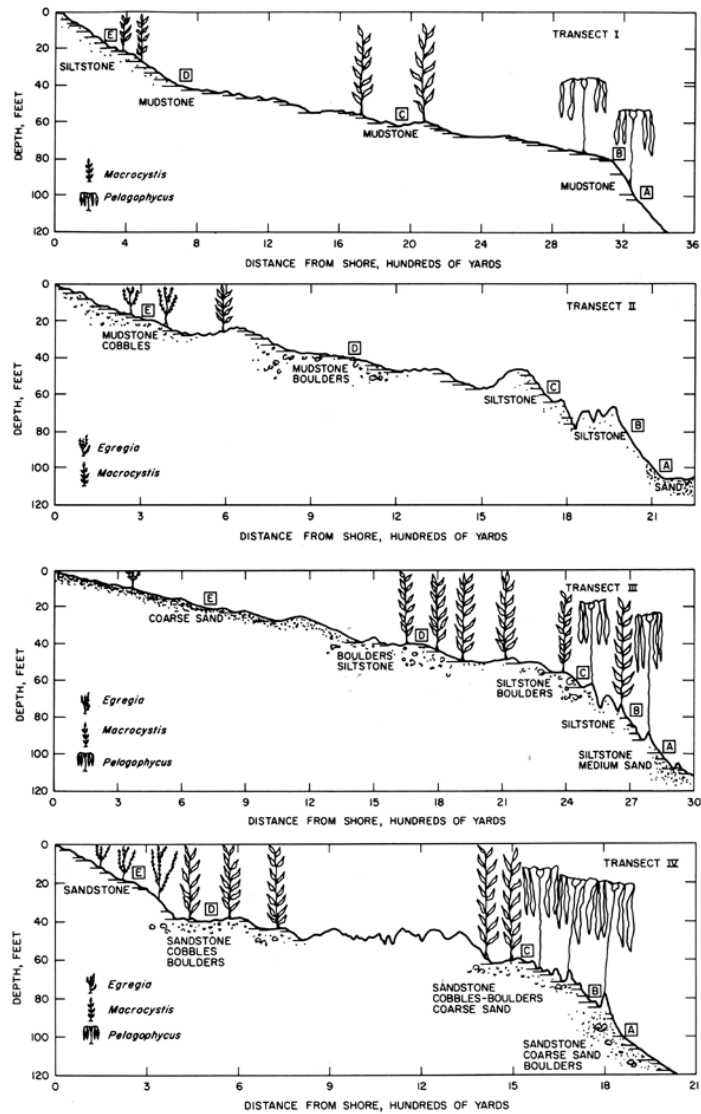 TRANSECT I
DEPTH, FEET
0
20
40
60
80
100
120
E
SILTSTONE
D
MUDSTONE
C
MUDSTONE
B
MUDSTONE
A
Macrocystis
Pelagophycus
0 4 8 12 16 20 24 28 32 36
DISTANCE FROM SHORE, HUNDREDS OF YARDS
TRANSECT II
DEPTH, FEET
0
20
40
60
80
100
120
E
MUDSTONE
COBBLES
D
MUDSTONE
BOULDERS
C
SILTSTONE
B
SILTSTONE
A
SAND
Egregia
Macrocystis
0 3 6 9 12 15 18 21
DISTANCE FROM SHORE, HUNDREDS OF YARDS
TRANSECT III
DEPTH, FEET
0
20
40
60
80
100
120
E
COARSE SAND
D
BOULDERS
SILTSTONE
SILTSTONE
BOULDERS
C
SILTSTONE
B
SILTSTONE
MEDIUM SAND
A
Egregia
Macrocystis
Pelagophycus
0 3 6 9 12 15 18 21 24 27 30
DISTANCE FROM SHORE, HUNDREDS OF YARDS
TRANSECT IV
DEPTH, FEET
0
20
40
60
80
100
120
E
SANDSTONE
D
SANDSTONE
COBBLES
BOULDERS
C
SANDSTONE
COBBLES-BOULDERS
COARSE SAND
B
A
SANDSTONE
COARSE SAND
BOULDERS
Egregia
Macrocystis
Pelagophycus
0 3 6 9 12 15 18 21
DISTANCE FROM SHORE, HUNDREDS OF YARDS